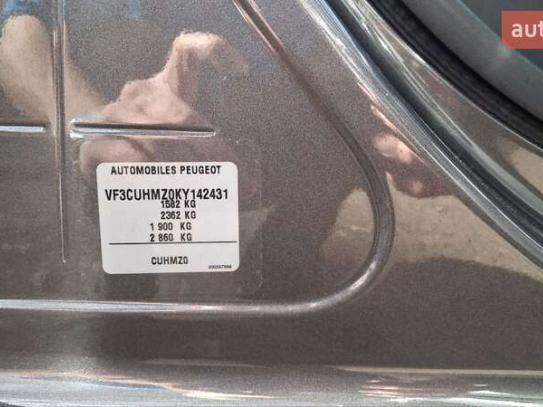 auto
AUTOMOBILES PEUGEOT
VF3CUHMZ0KY142431
1582 KG
2362 KG
1 900 KG
2 860 KG
CUHMZ0